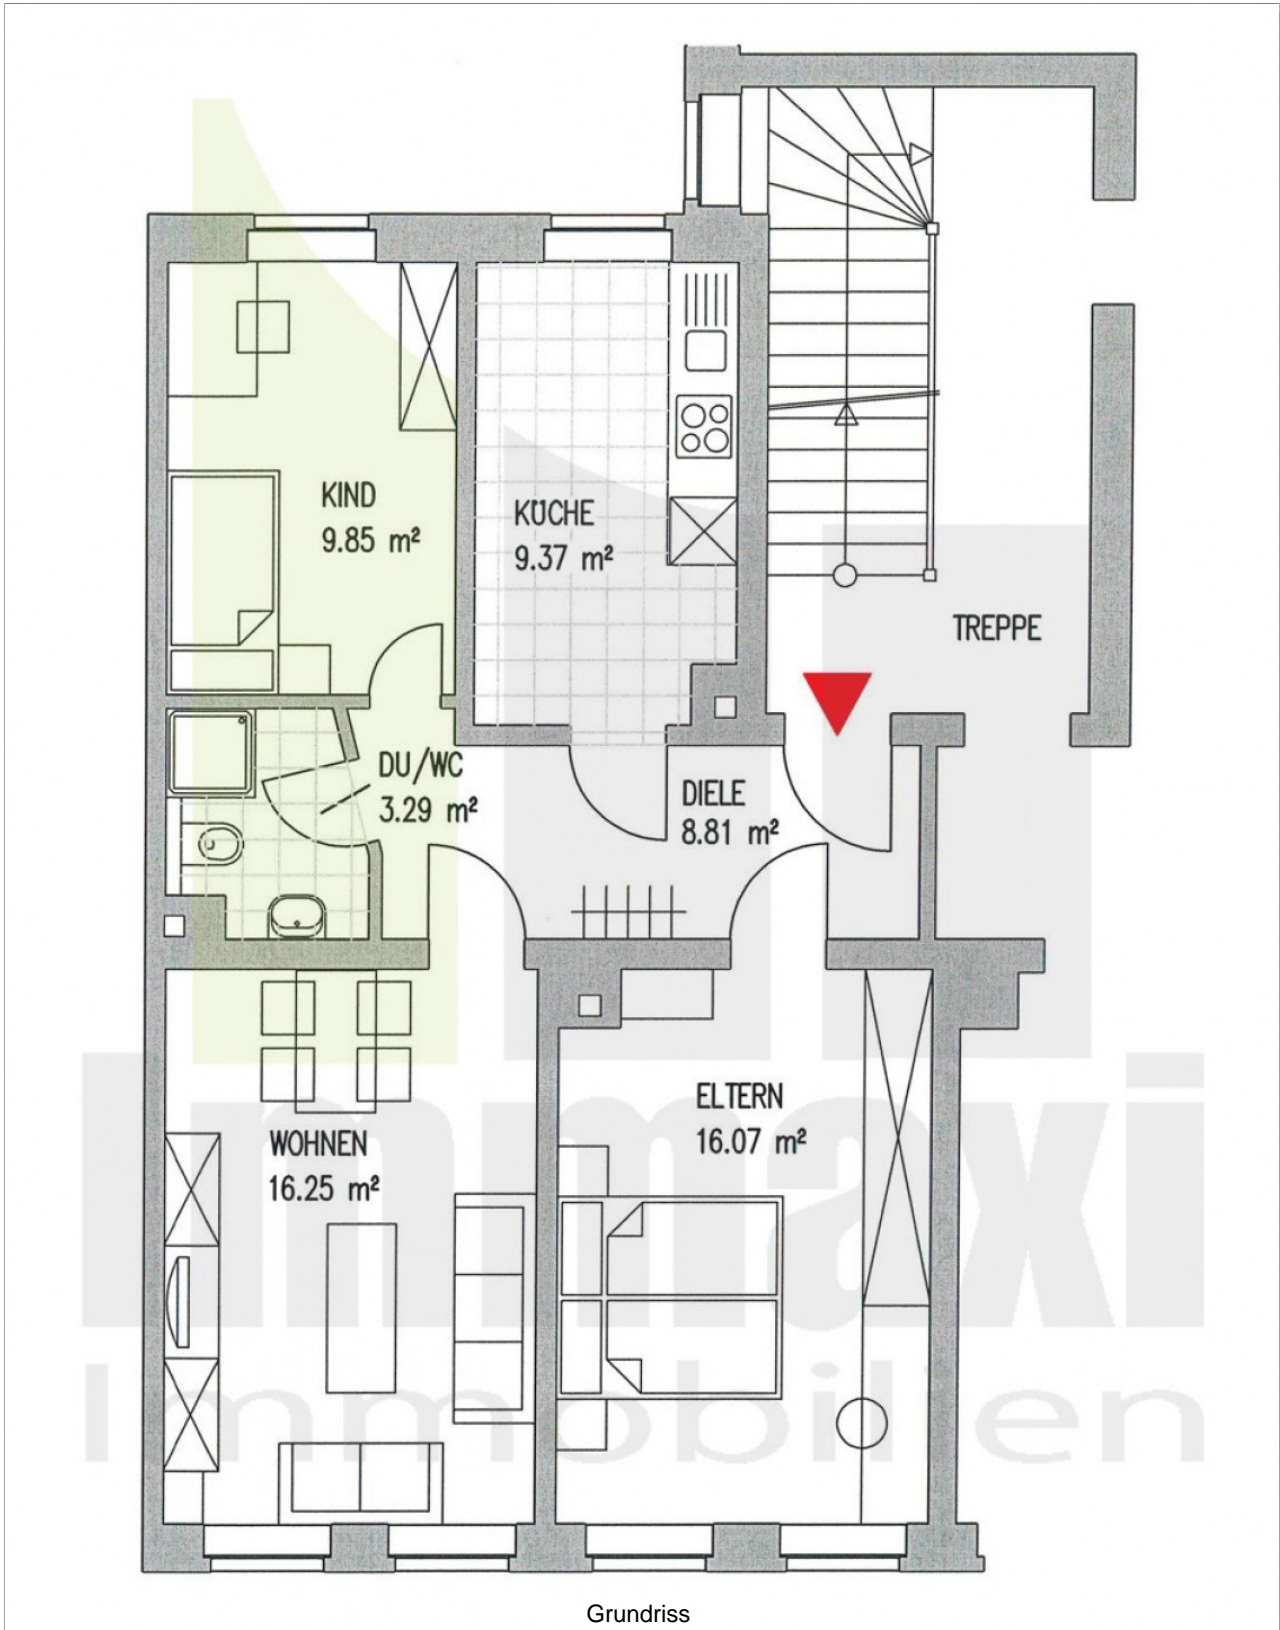 KIND
9.85 m²
KÜCHE
9.37 m²
TREPPE
DU/WC
3.29 m²
DIELE
8.81 m²
ELTERN
16.07 m²
WOHNEN
16.25 m²
Immaxi
Immobilien
Grundriss